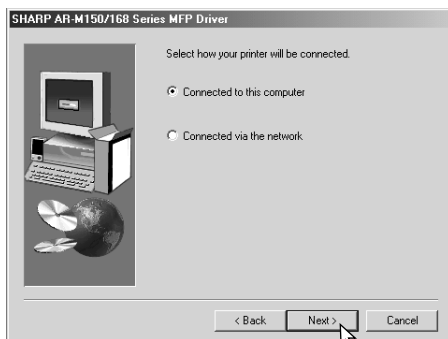 SHARP AR-M150/168 Series MFP Driver
Select how your printer will be connected.
Connected to this computer
Connected via the network
< Back
Next >
Cancel